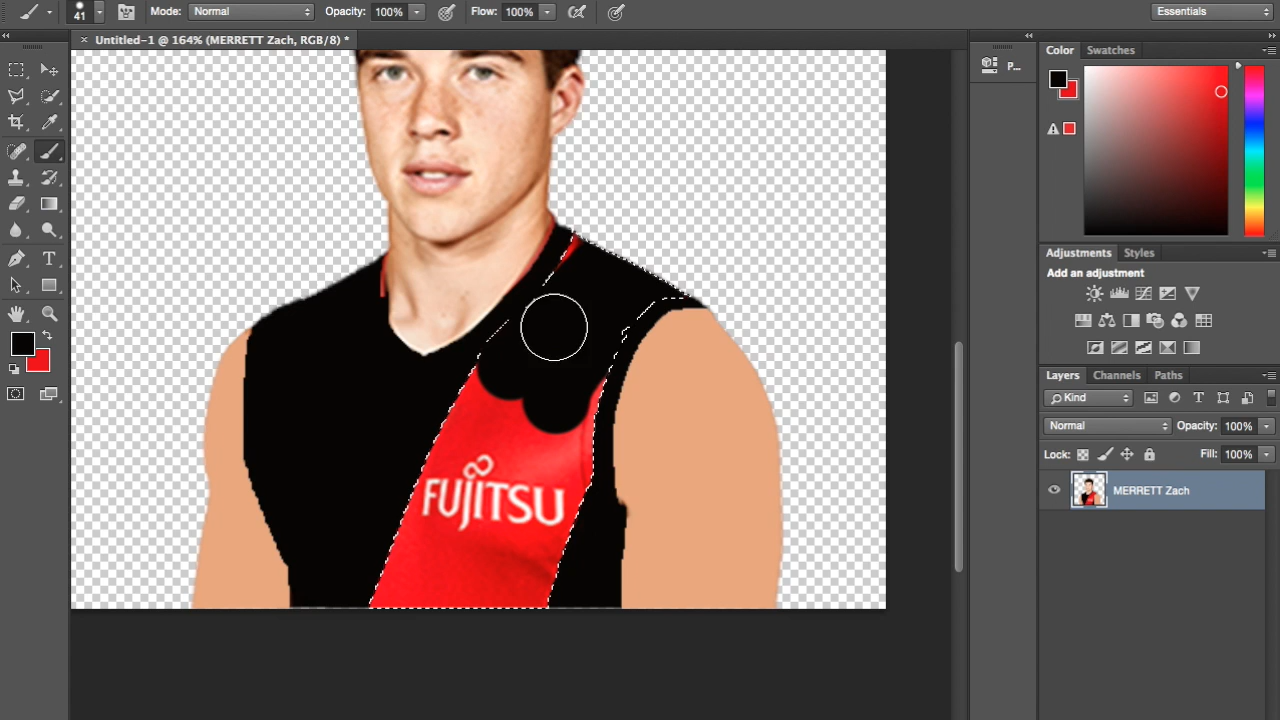 41
Mode: Normal
Opacity: 100%
Flow: 100%
Essentials
× Untitled-1 @ 164% (MERRETT Zach, RGB/8) *
P...
Color
Swatches
Adjustments
Styles
Add an adjustment
Layers
Channels
Paths
Kind
T
Normal
Opacity: 100%
Lock:
Fill: 100%
MERRETT Zach
T
FUJITSU